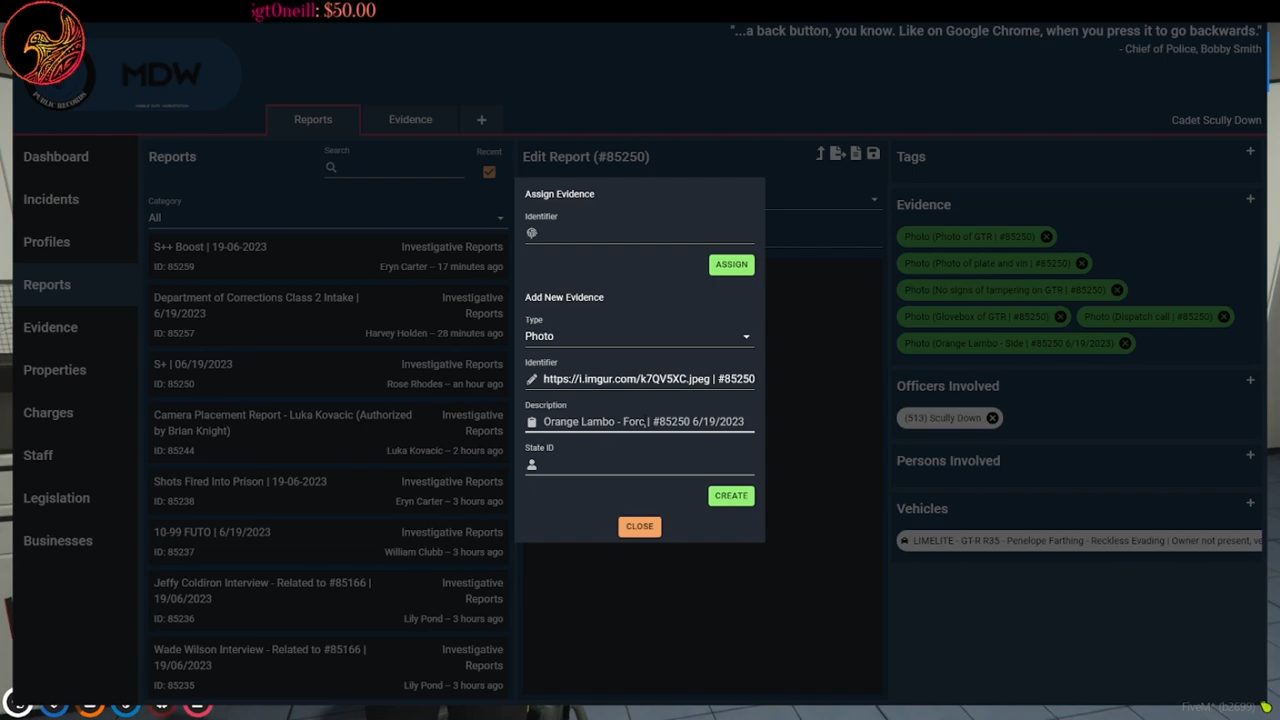 gtOneill: $50.00
"...a back button, you know. Like on Google Chrome, when you press it to go backwards."
- Chief of Police, Bobby Smith
PUBLIC RECORDS
MDW
Reports
Evidence
+
Cadet Scully Down
Dashboard
Incidents
Profiles
Reports
Evidence
Properties
Charges
Staff
Legislation
Businesses
Reports
Search
Recent
Category
All
S++ Boost | 19-06-2023
Investigative Reports
ID: 85259
Eryn Carter – 17 minutes ago
Department of Corrections Class 2 Intake |
6/19/2023
Investigative
Reports
ID: 85257
Harvey Holden – 28 minutes ago
S+ | 06/19/2023
Investigative Reports
ID: 85250
Rose Rhodes – an hour ago
Camera Placement Report - Luka Kovacic (Authorized
by Brian Knight)
Investigative
Reports
ID: 85244
Luka Kovacic – 2 hours ago
Shots Fired Into Prison | 19-06-2023
Investigative Reports
ID: 85238
Eryn Carter – 3 hours ago
10-99 FUTO | 6/19/2023
Investigative Reports
ID: 85237
William Clubb – 3 hours ago
Jeffy Coldiron Interview - Related to #85166 |
19/06/2023
Investigative
Reports
ID: 85236
Lily Pond – 3 hours ago
Wade Wilson Interview - Related to #85166 |
19/06/2023
Investigative
Reports
ID: 85235
Lily Pond – 3 hours ago
Edit Report (#85250)
Assign Evidence
Identifier
ASSIGN
Add New Evidence
Type
Photo
Identifier
https://i.imgur.com/k7QV5XC.jpeg | #85250
Description
Orange Lambo - Forc | #85250 6/19/2023
State ID
CREATE
CLOSE
Tags
+
Evidence
+
Photo (Photo of GTR | #85250)
Photo (Photo of plate and vin | #85250)
Photo (No signs of tampering on GTR | #85250)
Photo (Glovebox of GTR | #85250)
Photo (Dispatch call | #85250)
Photo (Orange Lambo - Side | #85250 6/19/2023)
Officers Involved
+
(513) Scully Down
Persons Involved
+
Vehicles
+
LIMELITE - GT-R R35 - Penelope Farthing - Reckless Evading | Owner not present, ve
FiveM* (b2699)